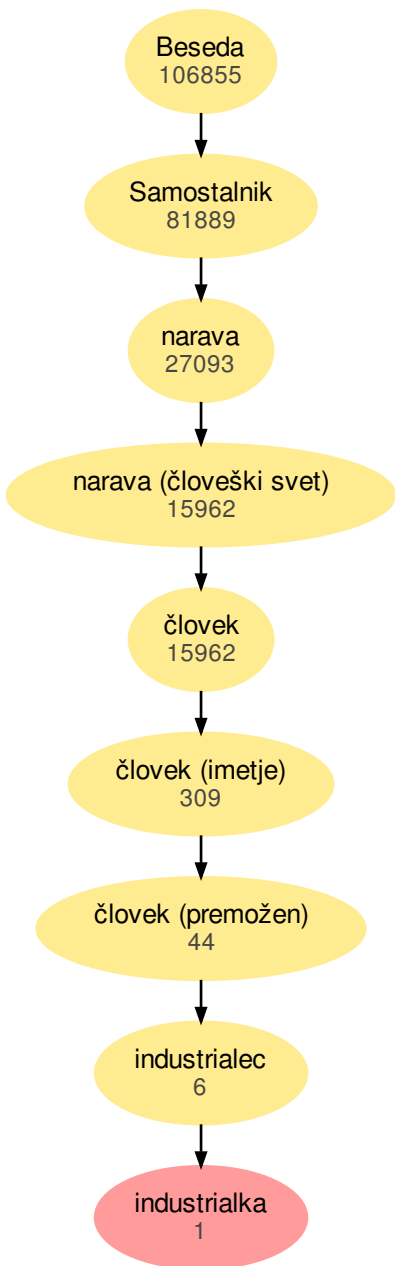 Beseda
106855
Samostalnik
81889
narava
27093
narava (človeški svet)
15962
človek
15962
človek (imetje)
309
človek (premožen)
44
industrialec
6
industrialka
1